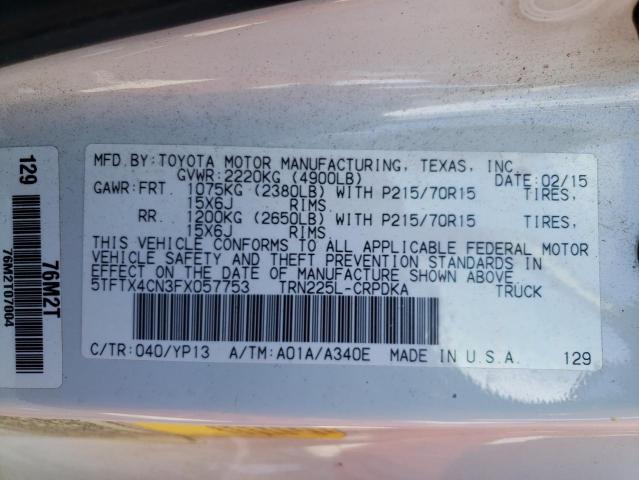 MFD.BY:TOYOTA MOTOR MANUFACTURING, TEXAS, INC.
GVWR:2220KG (4900LB) DATE:02/15
GAWR:FRT. 1075KG (2380LB) WITH P215/70R15 TIRES,
15X6J RIMS
RR. 1200KG (2650LB) WITH P215/70R15 TIRES,
15X6J RIMS
THIS VEHICLE CONFORMS TO ALL APPLICABLE FEDERAL MOTOR
VEHICLE SAFETY AND THEFT PREVENTION STANDARDS IN
EFFECT ON THE DATE OF MANUFACTURE SHOWN ABOVE.
5TFTX4CN3FX057753 TRN225L-CRPDKA TRUCK
C/TR:040/YP13 A/TM:A01A/A340E MADE IN U.S.A. 129
129
76M2T
76M2T07004